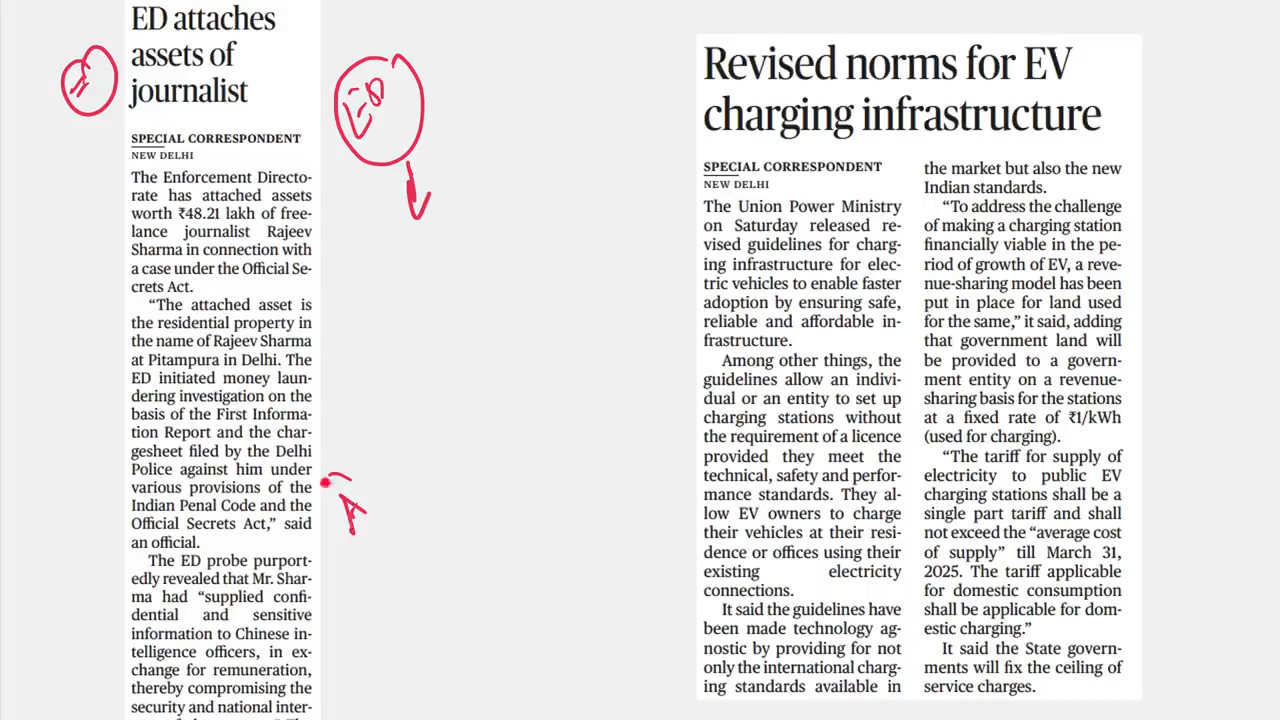 ED attaches
assets of
journalist
SPECIAL CORRESPONDENT
NEW DELHI
The Enforcement Directo-
rate has attached assets
worth ₹48.21 lakh of free-
lance journalist Rajeev
Sharma in connection with
a case under the Official Se-
crets Act.
“The attached asset is
the residential property in
the name of Rajeev Sharma
at Pitampura in Delhi. The
ED initiated money laun-
dering investigation on the
basis of the First Informa-
tion Report and the char-
gesheet filed by the Delhi
Police against him under
various provisions of the
Indian Penal Code and the
Official Secrets Act,” said
an official.
The ED probe purport-
edly revealed that Mr. Shar-
ma had “supplied confi-
dential and sensitive
information to Chinese in-
telligence officers, in ex-
change for remuneration,
thereby compromising the
security and national inter-
ED
A
Revised norms for EV
charging infrastructure
SPECIAL CORRESPONDENT
NEW DELHI
The Union Power Ministry
on Saturday released re-
vised guidelines for charg-
ing infrastructure for elec-
tric vehicles to enable faster
adoption by ensuring safe,
reliable and affordable in-
frastructure.
Among other things, the
guidelines allow an indivi-
dual or an entity to set up
charging stations without
the requirement of a licence
provided they meet the
technical, safety and perfor-
mance standards. They al-
low EV owners to charge
their vehicles at their resi-
dence or offices using their
existing electricity
connections.
It said the guidelines have
been made technology ag-
nostic by providing for not
only the international charg-
ing standards available in
the market but also the new
Indian standards.
“To address the challenge
of making a charging station
financially viable in the pe-
riod of growth of EV, a reve-
nue-sharing model has been
put in place for land used
for the same,” it said, adding
that government land will
be provided to a govern-
ment entity on a revenue-
sharing basis for the stations
at a fixed rate of ₹1/kWh
(used for charging).
“The tariff for supply of
electricity to public EV
charging stations shall be a
single part tariff and shall
not exceed the “average cost
of supply” till March 31,
2025. The tariff applicable
for domestic consumption
shall be applicable for dom-
estic charging.”
It said the State govern-
ments will fix the ceiling of
service charges.